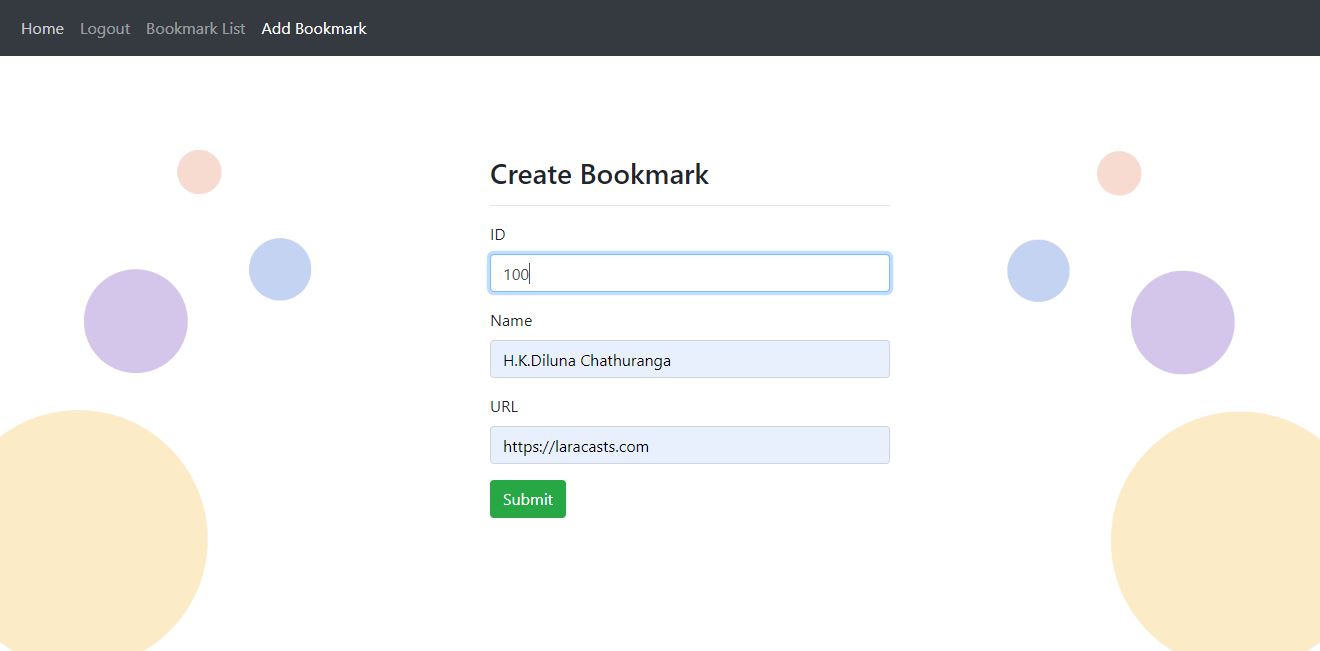 Home Logout Bookmark List Add Bookmark
Create Bookmark
ID
100
Name
H.K.Diluna Chathuranga
URL
https://laracasts.com
Submit